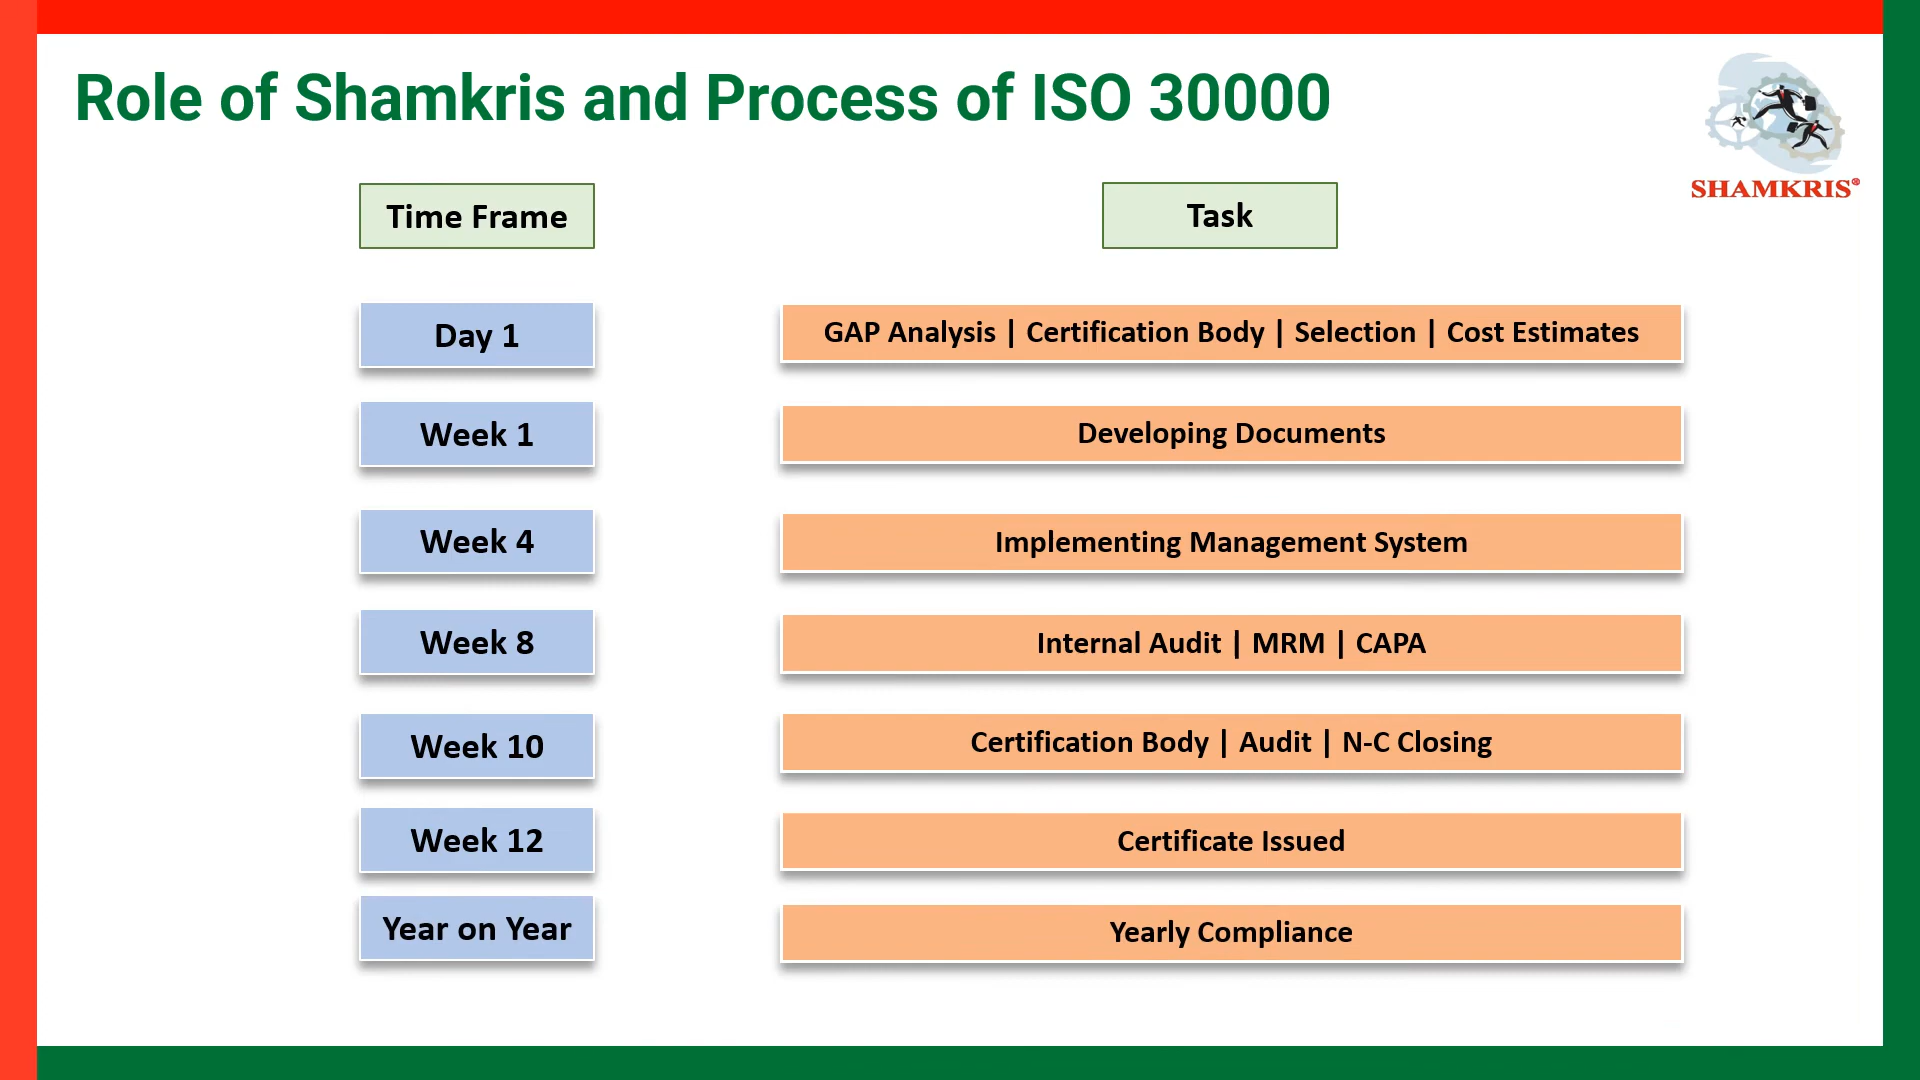 Role of Shamkris and Process of ISO 30000
SHAMKRIS®
Time Frame
Task
Day 1
GAP Analysis | Certification Body | Selection | Cost Estimates
Week 1
Developing Documents
Week 4
Implementing Management System
Week 8
Internal Audit | MRM | CAPA
Week 10
Certification Body | Audit | N-C Closing
Week 12
Certificate Issued
Year on Year
Yearly Compliance